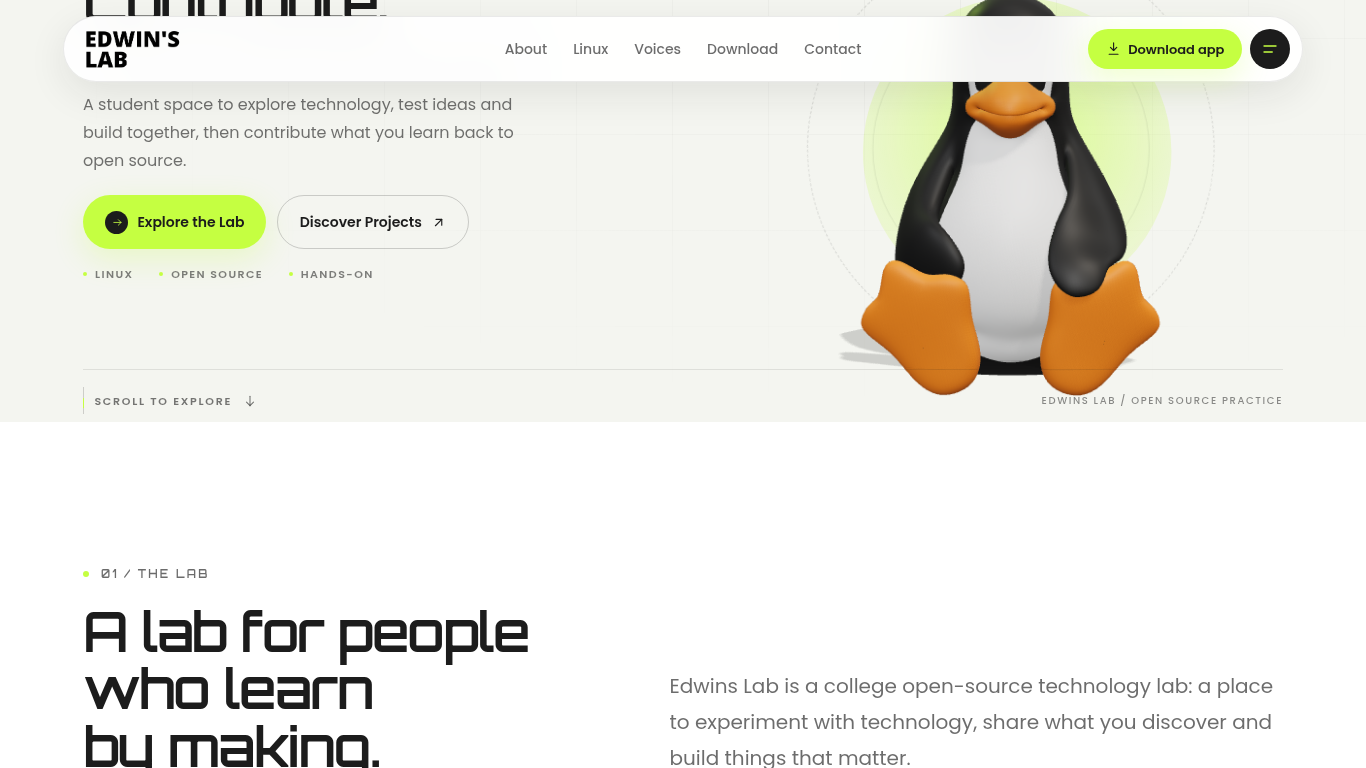 EDWIN'S
LAB
About
Linux
Voices
Download
Contact
Download app
A student space to explore technology, test ideas and
build together, then contribute what you learn back to
open source.
Explore the Lab
Discover Projects
LINUX
OPEN SOURCE
HANDS-ON
SCROLL TO EXPLORE
EDWINS LAB / OPEN SOURCE PRACTICE
01 / THE LAB
A lab for people
who learn
by making.
Edwins Lab is a college open-source technology lab: a place
to experiment with technology, share what you discover and
build things that matter.